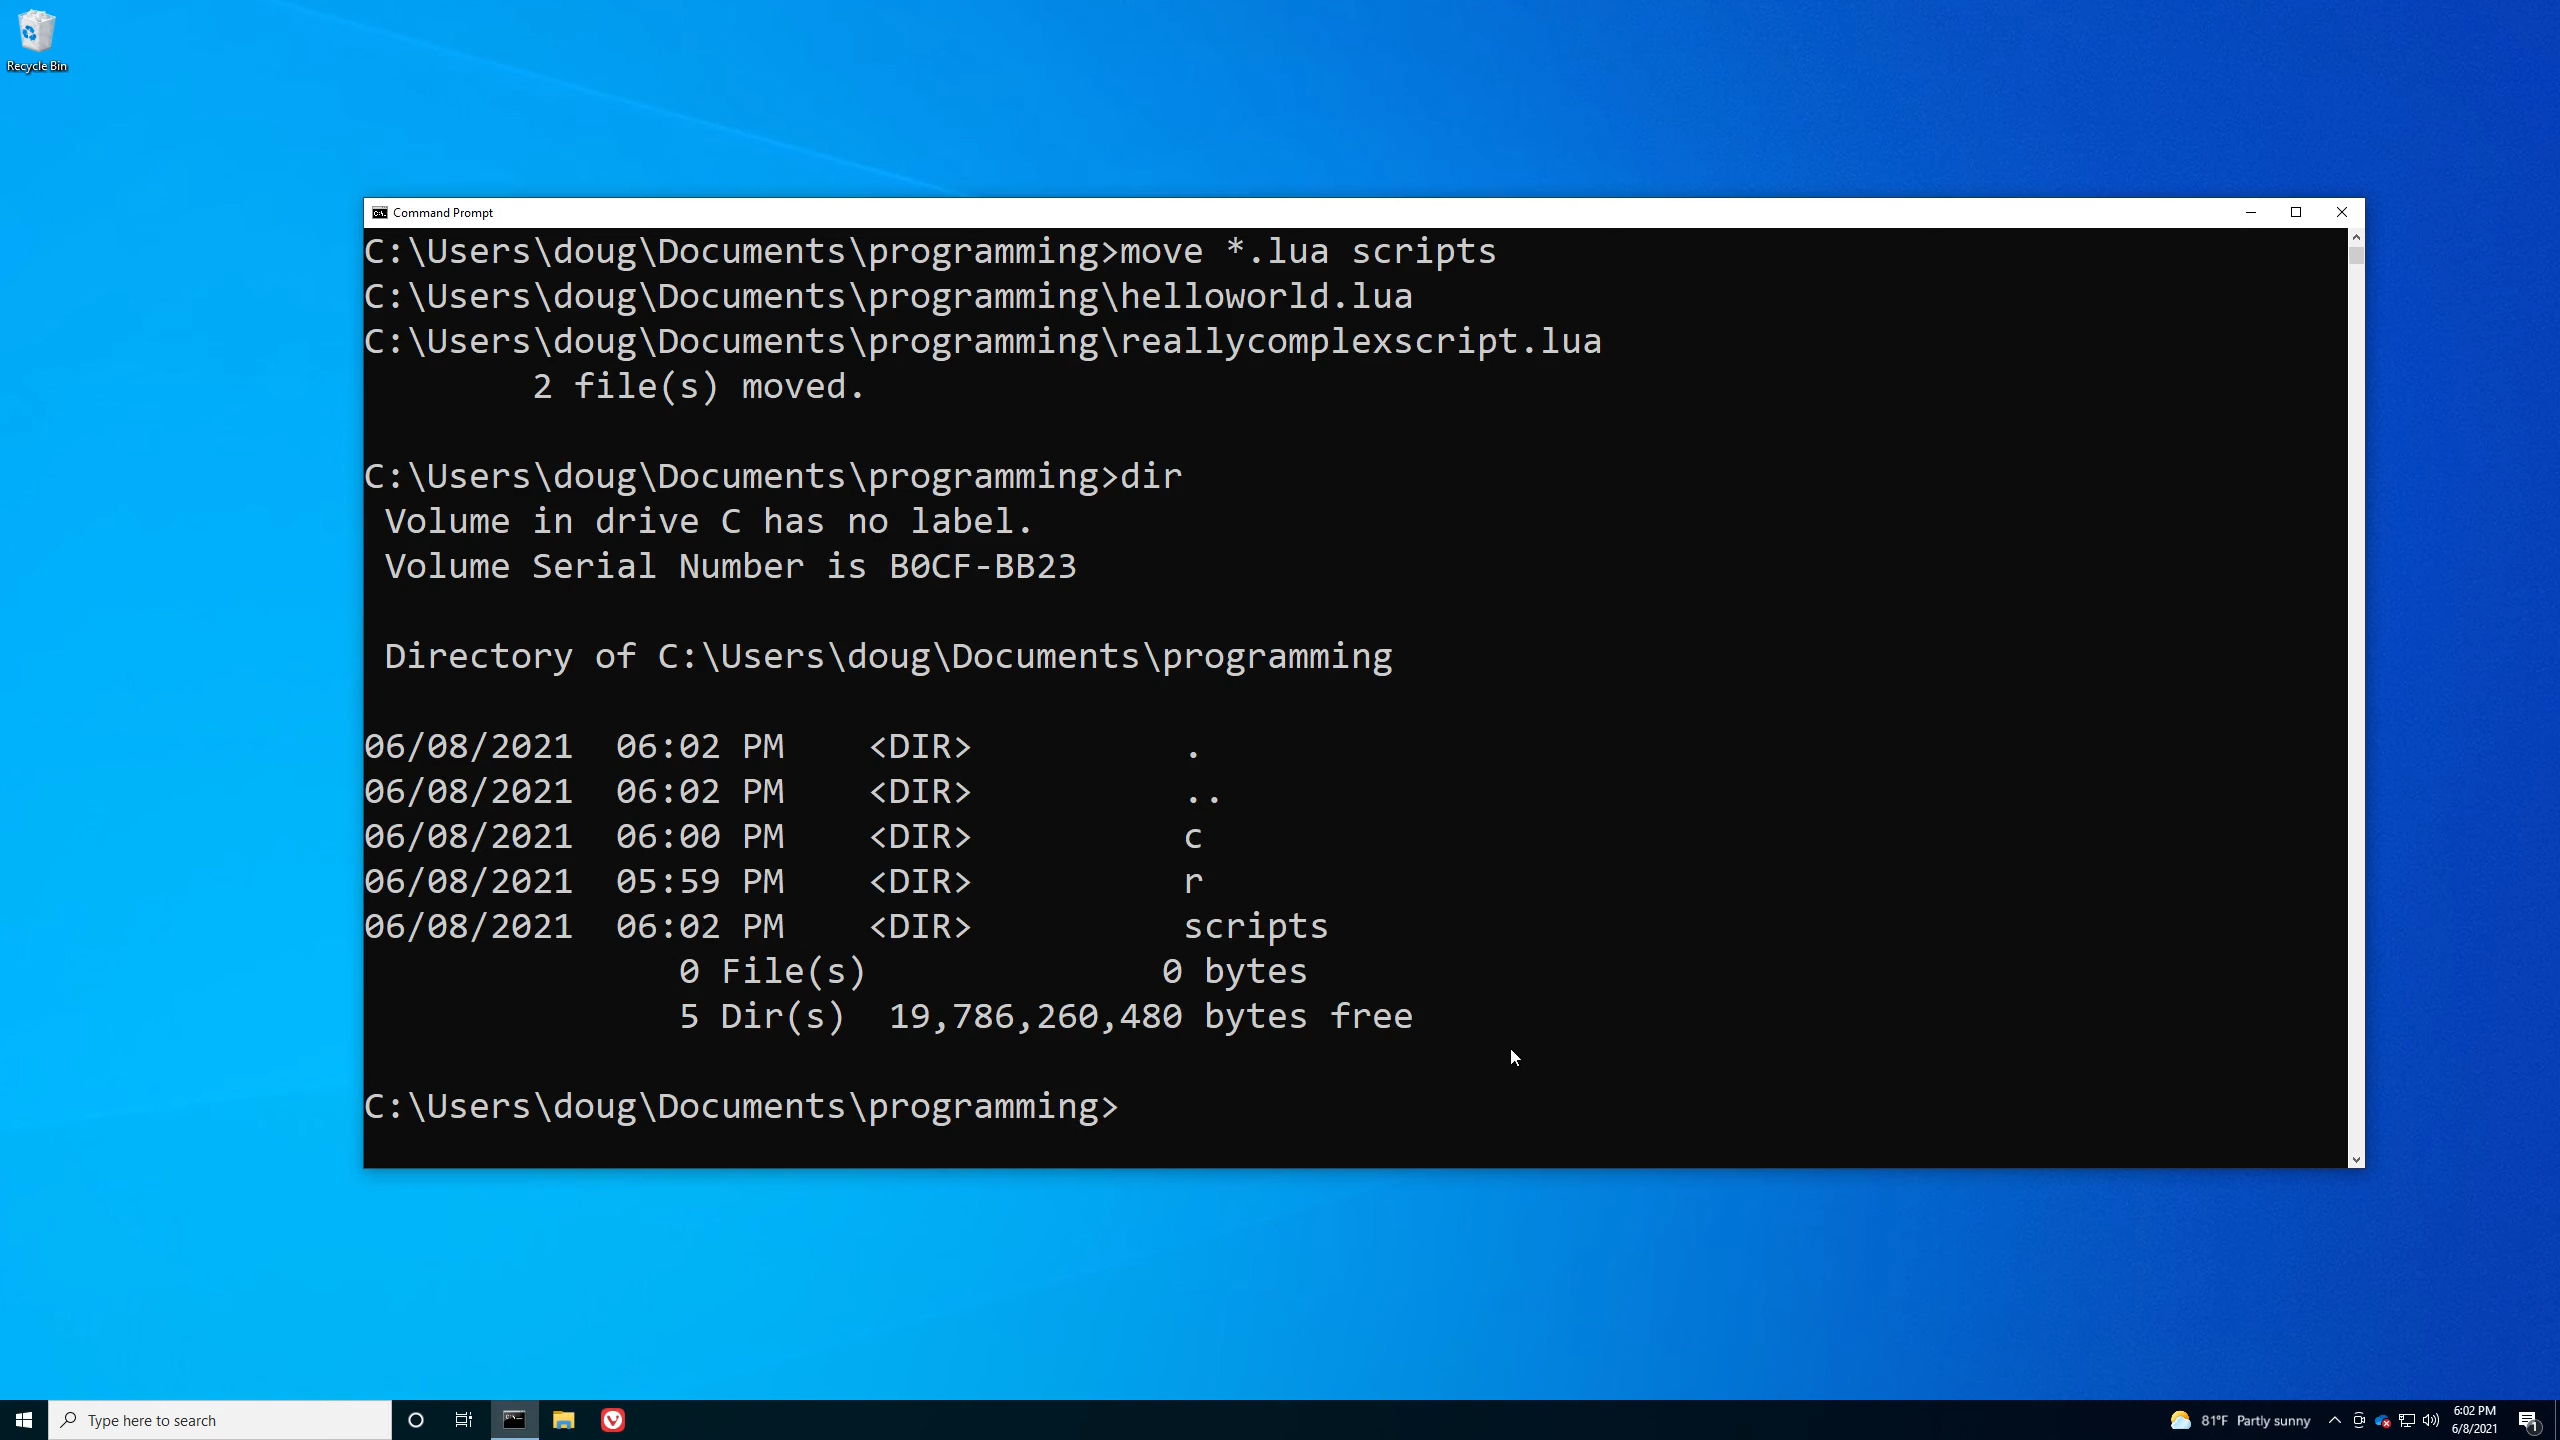 Recycle Bin
Command Prompt
C:\Users\doug\Documents\programming>move *.lua scripts
C:\Users\doug\Documents\programming\helloworld.lua
C:\Users\doug\Documents\programming\reallycomplexscript.lua
        2 file(s) moved.
C:\Users\doug\Documents\programming>dir
 Volume in drive C has no label.
 Volume Serial Number is B0CF-BB23
 Directory of C:\Users\doug\Documents\programming
06/08/2021  06:02 PM    <DIR>          .
06/08/2021  06:02 PM    <DIR>          ..
06/08/2021  06:00 PM    <DIR>          c
06/08/2021  05:59 PM    <DIR>          r
06/08/2021  06:02 PM    <DIR>          scripts
               0 File(s)              0 bytes
               5 Dir(s)  19,786,260,480 bytes free
C:\Users\doug\Documents\programming>
Type here to search
81°F Partly sunny
6:02 PM
6/8/2021
1